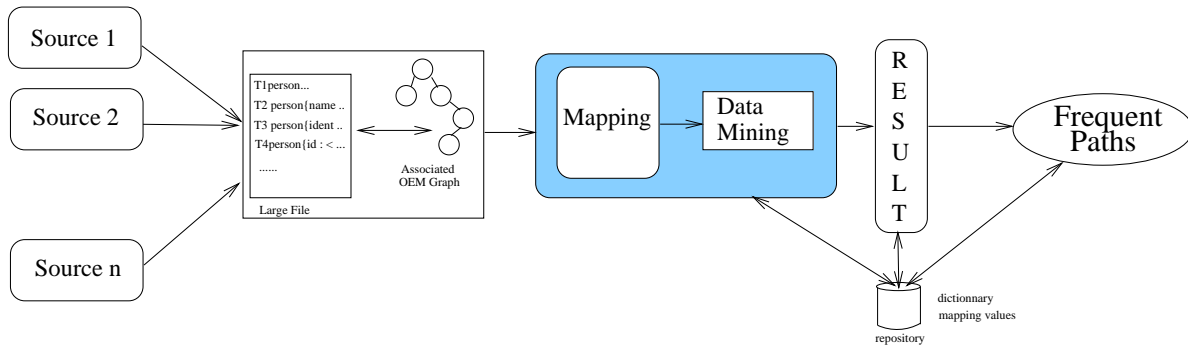 Source 1
Source 2
Source n
T1person...
T2 person{name ..
T3 person{ident ..
T4person{id : < ...
......
Large File
Associated
OEM Graph
Mapping
Data
Mining
R
E
S
U
L
T
Frequent
Paths
dictionnary
mapping values
repository